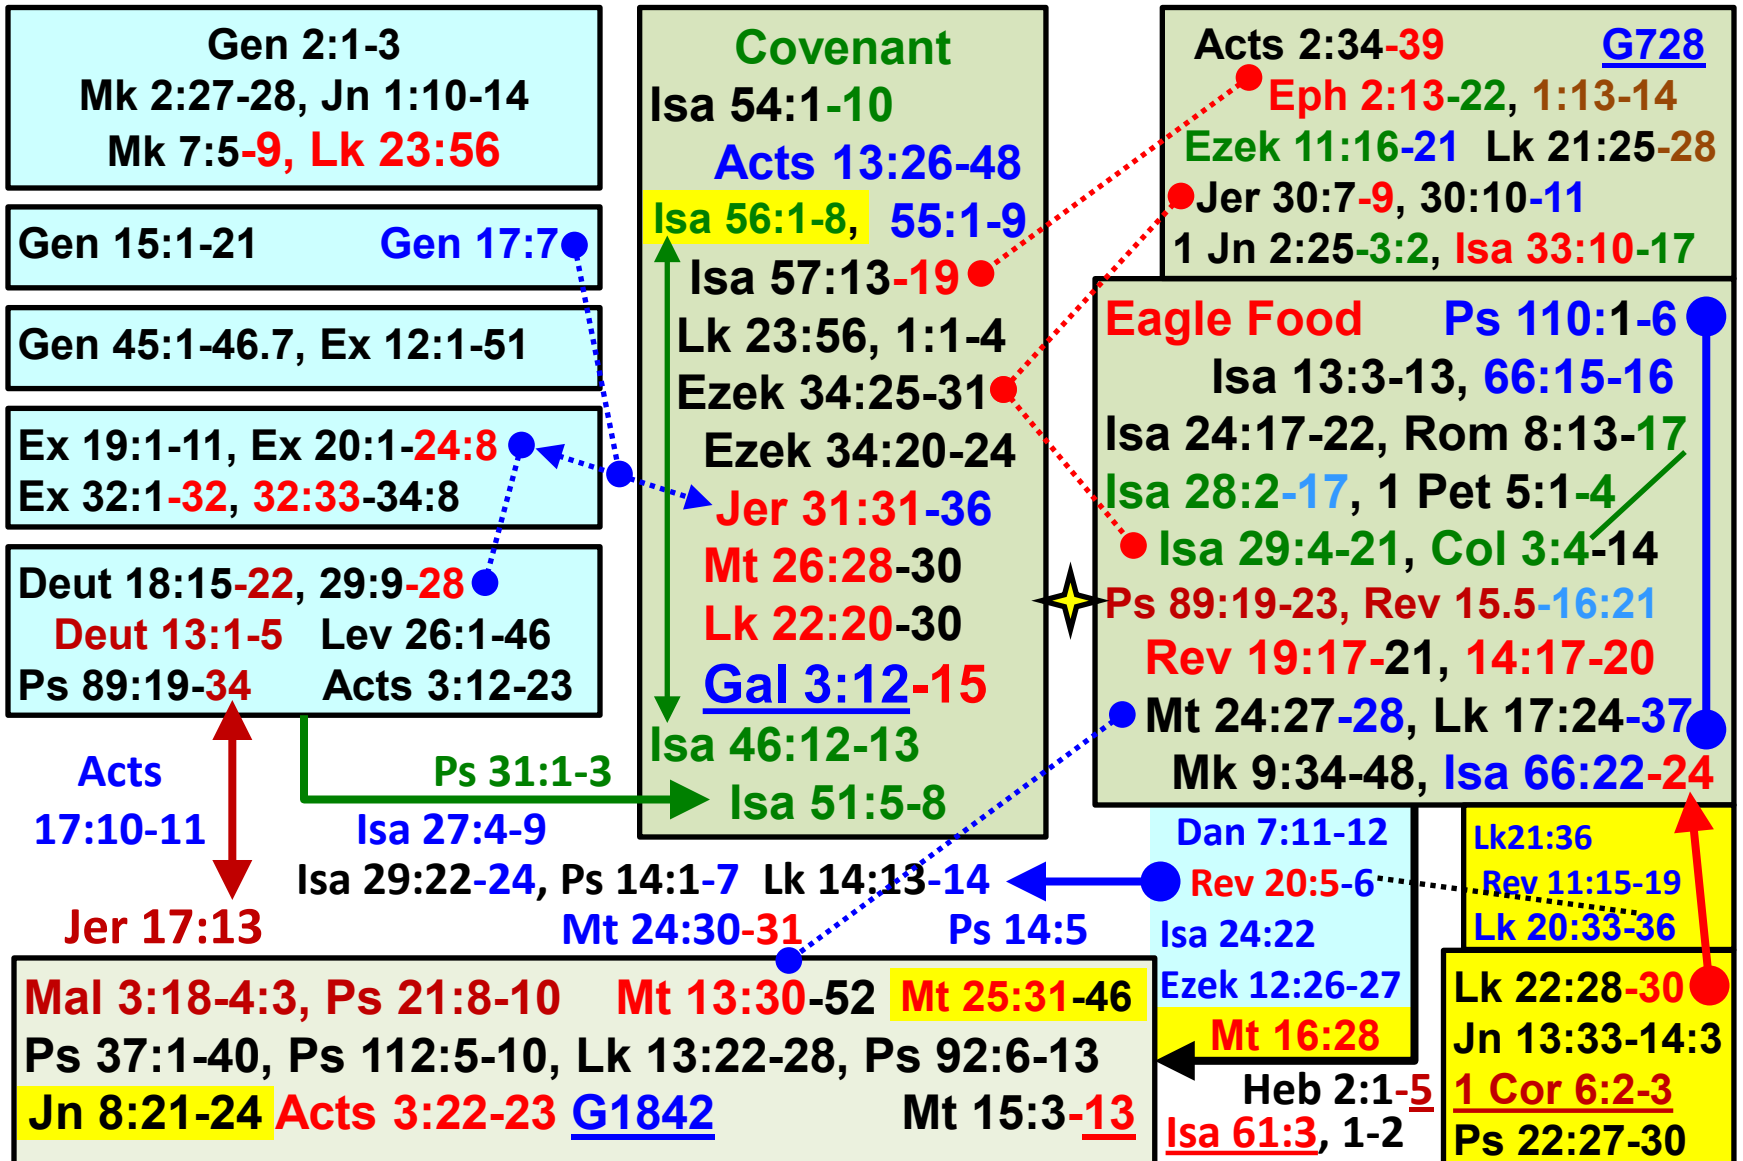 Gen 2:1-3
Mk 2:27-28, Jn 1:10-14
Mk 7:5-9, Lk 23:56
Gen 15:1-21 Gen 17:7
Gen 45:1-46.7, Ex 12:1-51
Ex 19:1-11, Ex 20:1-24:8
Ex 32:1-32, 32:33-34:8
Deut 18:15-22, 29:9-28
Deut 13:1-5 Lev 26:1-46
Ps 89:19-34 Acts 3:12-23
Acts
17:10-11
Jer 17:13
Ps 31:1-3
Isa 27:4-9
Isa 29:22-24, Ps 14:1-7 Lk 14:13-14
Mt 24:30-31 Ps 14:5
Covenant
Isa 54:1-10
Acts 13:26-48
Isa 56:1-8, 55:1-9
Isa 57:13-19
Lk 23:56, 1:1-4
Ezek 34:25-31
Ezek 34:20-24
Jer 31:31-36
Mt 26:28-30
Lk 22:20-30
Gal 3:12-15
Isa 46:12-13
Isa 51:5-8
Acts 2:34-39 G728
Eph 2:13-22, 1:13-14
Ezek 11:16-21 Lk 21:25-28
Jer 30:7-9, 30:10-11
1 Jn 2:25-3:2, Isa 33:10-17
Eagle Food Ps 110:1-6
Isa 13:3-13, 66:15-16
Isa 24:17-22, Rom 8:13-17
Isa 28:2-17, 1 Pet 5:1-4
Isa 29:4-21, Col 3:4-14
Ps 89:19-23, Rev 15.5-16:21
Rev 19:17-21, 14:17-20
Mt 24:27-28, Lk 17:24-37
Mk 9:34-48, Isa 66:22-24
Dan 7:11-12
Rev 20:5-6
Isa 24:22
Ezek 12:26-27
Mt 16:28
Lk21:36
Rev 11:15-19
Lk 20:33-36
Lk 22:28-30
Jn 13:33-14:3
1 Cor 6:2-3
Ps 22:27-30
Mal 3:18-4:3, Ps 21:8-10 Mt 13:30-52 Mt 25:31-46
Ps 37:1-40, Ps 112:5-10, Lk 13:22-28, Ps 92:6-13
Jn 8:21-24 Acts 3:22-23 G1842 Mt 15:3-13
Heb 2:1-5
Isa 61:3, 1-2